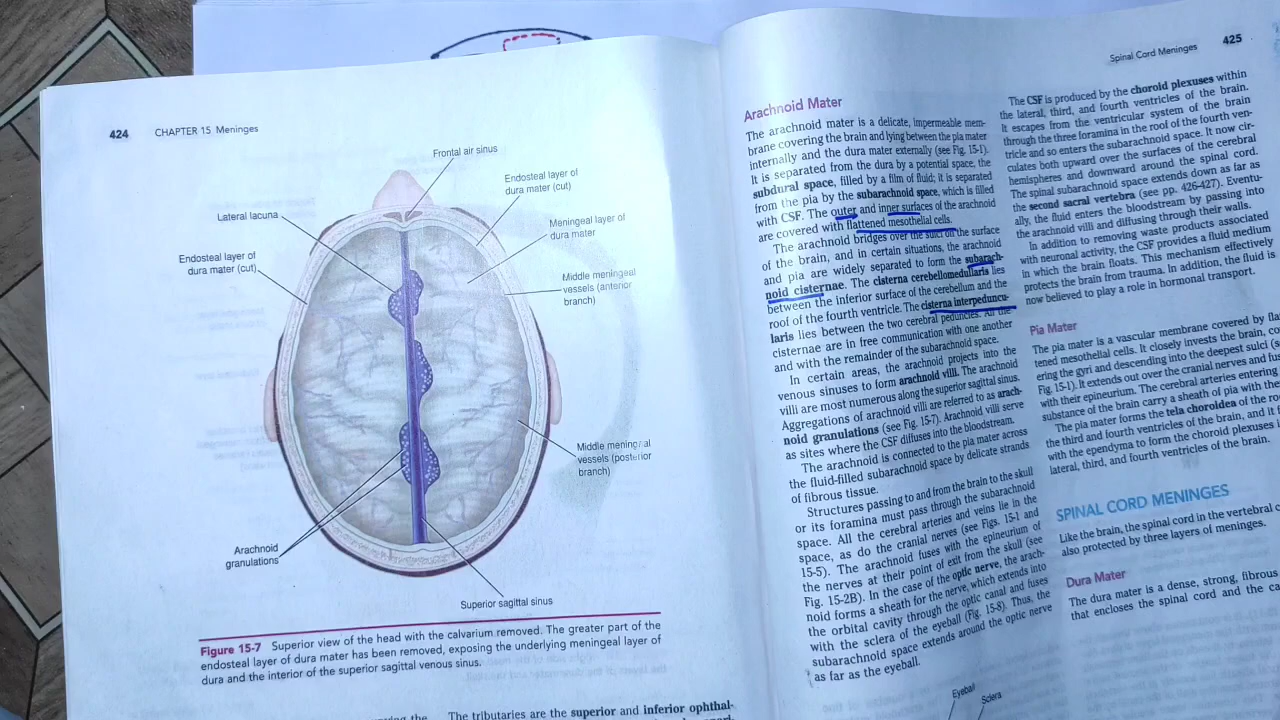 424 CHAPTER 15 Meninges
Frontal air sinus
Endosteal layer of
dura mater (cut)
Lateral lacuna
Meningeal layer of
dura mater
Endosteal layer of
dura mater (cut)
Middle meningeal
vessels (anterior
branch)
Middle meningeal
vessels (posterior
branch)
Arachnoid
granulations
Superior sagittal sinus
Figure 15-7 Superior view of the head with the calvarium removed. The greater part of the
endosteal layer of dura mater has been removed, exposing the underlying meningeal layer of
dura and the interior of the superior sagittal venous sinus.
the
The tributaries are the superior and inferior ophthal-
Spinal Cord Meninges 425
Arachnoid Mater
The arachnoid mater is a delicate, impermeable mem-
brane covering the brain and lying between the pia mater
internally and the dura mater externally (see Fig. 15-1).
It is separated from the dura by a potential space, the
subdural space, filled by a film of fluid; it is separated
from the pia by the subarachnoid space, which is filled
with CSF. The outer and inner surfaces of the arachnoid
are covered with flattened mesothelial cells.
The arachnoid bridges over the sulci on the surface
of the brain, and in certain situations, the arachnoid
and pia are widely separated to form the subarach-
noid cisternae. The cisterna cerebellomedullaris lies
between the inferior surface of the cerebellum and the
roof of the fourth ventricle. The cisterna interpeduncu-
laris lies between the two cerebral peduncles. All the
cisternae are in free communication with one another
and with the remainder of the subarachnoid space.
In certain areas, the arachnoid projects into the
venous sinuses to form arachnoid villi. The arachnoid
villi are most numerous along the superior sagittal sinus.
Aggregations of arachnoid villi are referred to as arach-
noid granulations (see Fig. 15-7). Arachnoid villi serve
as sites where the CSF diffuses into the bloodstream.
The arachnoid is connected to the pia mater across
the fluid-filled subarachnoid space by delicate strands
of fibrous tissue.
Structures passing to and from the brain to the skull
or its foramina must pass through the subarachnoid
space. All the cerebral arteries and veins lie in the
space, as do the cranial nerves (see Figs. 15-1 and
15-5). The arachnoid fuses with the epineurium of
the nerves at their point of exit from the skull (see
Fig. 15-2B). In the case of the optic nerve, the arach-
noid forms a sheath for the nerve, which extends into
the orbital cavity through the optic canal and fuses
with the sclera of the eyeball (Fig. 15-8). Thus, the
subarachnoid space extends around the optic nerve
as far as the eyeball.
Eyeball
Sclera
The CSF is produced by the choroid plexuses within
the lateral, third, and fourth ventricles of the brain.
It escapes from the ventricular system of the brain
through the three foramina in the roof of the fourth ven-
tricle and so enters the subarachnoid space. It now cir-
culates both upward over the surfaces of the cerebral
hemispheres and downward around the spinal cord.
The spinal subarachnoid space extends down as far as
the second sacral vertebra (see pp. 426-427). Eventu-
ally, the fluid enters the bloodstream by passing into
the arachnoid villi and diffusing through their walls.
In addition to removing waste products associated
with neuronal activity, the CSF provides a fluid medium
in which the brain floats. This mechanism effectively
protects the brain from trauma. In addition, the fluid is
now believed to play a role in hormonal transport.
Pia Mater
The pia mater is a vascular membrane covered by fla
tened mesothelial cells. It closely invests the brain, co
ering the gyri and descending into the deepest sulci (s
Fig. 15-1). It extends out over the cranial nerves and fus
with their epineurium. The cerebral arteries entering
substance of the brain carry a sheath of pia with the
The pia mater forms the tela choroidea of the ro
the third and fourth ventricles of the brain, and it
with the ependyma to form the choroid plexuses i
lateral, third, and fourth ventricles of the brain.
SPINAL CORD MENINGES
Like the brain, the spinal cord in the vertebral c
also protected by three layers of meninges.
Dura Mater
The dura mater is a dense, strong, fibrous
that encloses the spinal cord and the ca